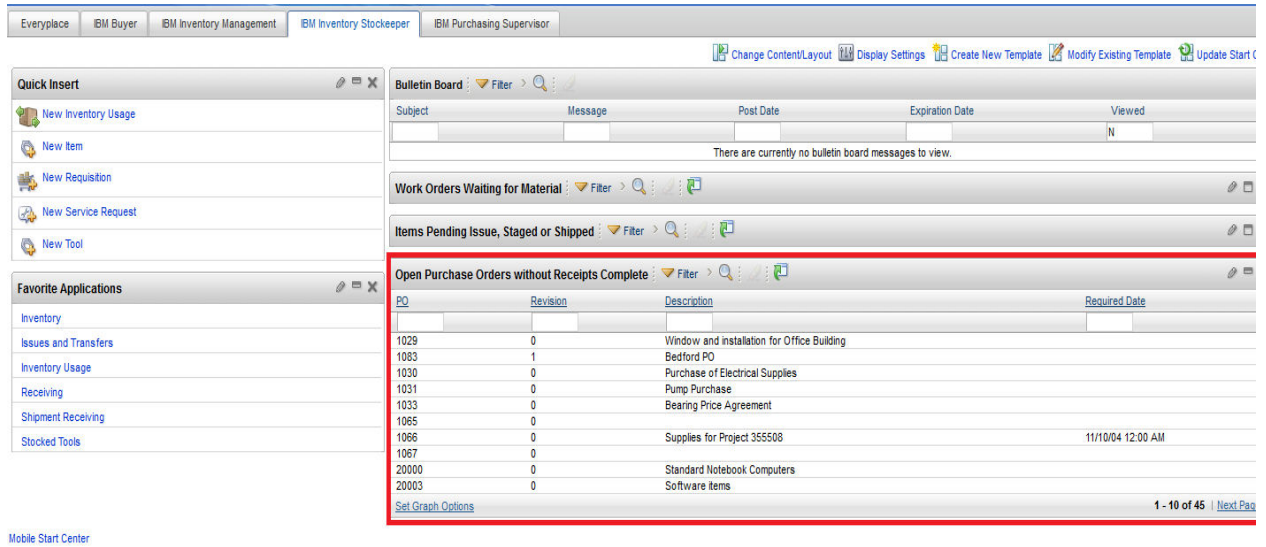 Everyplace IBM Buyer IBM Inventory Management IBM Inventory Stockeeper IBM Purchasing Supervisor
Change Content/Layout Display Settings Create New Template Modify Existing Template Update Start C
Quick Insert
New Inventory Usage
New Item
New Requisition
New Service Request
New Tool
Favorite Applications
Inventory
Issues and Transfers
Inventory Usage
Receiving
Shipment Receiving
Stocked Tools
Bulletin Board Filter
Subject Message Post Date Expiration Date Viewed
N
There are currently no bulletin board messages to view.
Work Orders Waiting for Material Filter
Items Pending Issue, Staged or Shipped Filter
Open Purchase Orders without Receipts Complete Filter
PO Revision Description Required Date
1029 0 Window and installation for Office Building
1083 1 Bedford PO
1030 0 Purchase of Electrical Supplies
1031 0 Pump Purchase
1033 0 Bearing Price Agreement
1065 0
1066 0 Supplies for Project 355508 11/10/04 12:00 AM
1067 0
20000 0 Standard Notebook Computers
20003 0 Software items
Set Graph Options 1 - 10 of 45 | Next Pag
Mobile Start Center